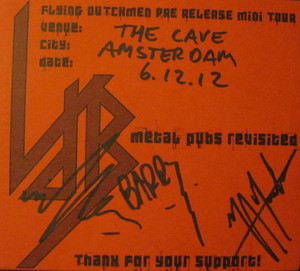 FLYING DUTCHMEN PRE RELEASE MINI TOUR
venue: THE CAVE
city: AMSTERDAM
date: 6.12.12
metal pubs revisited
BARRY
Thank for your support!